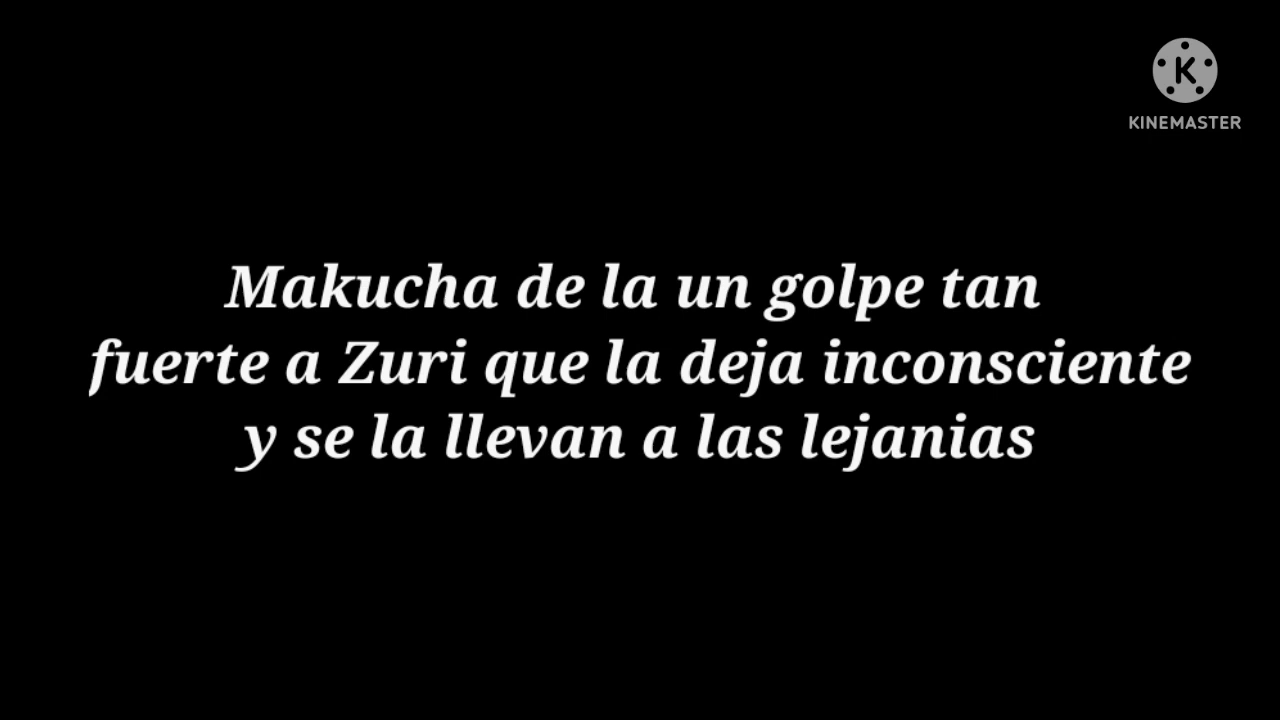 K
KINEMASTER
Makucha de la un golpe tan
fuerte a Zuri que la deja inconsciente
y se la llevan a las lejanias